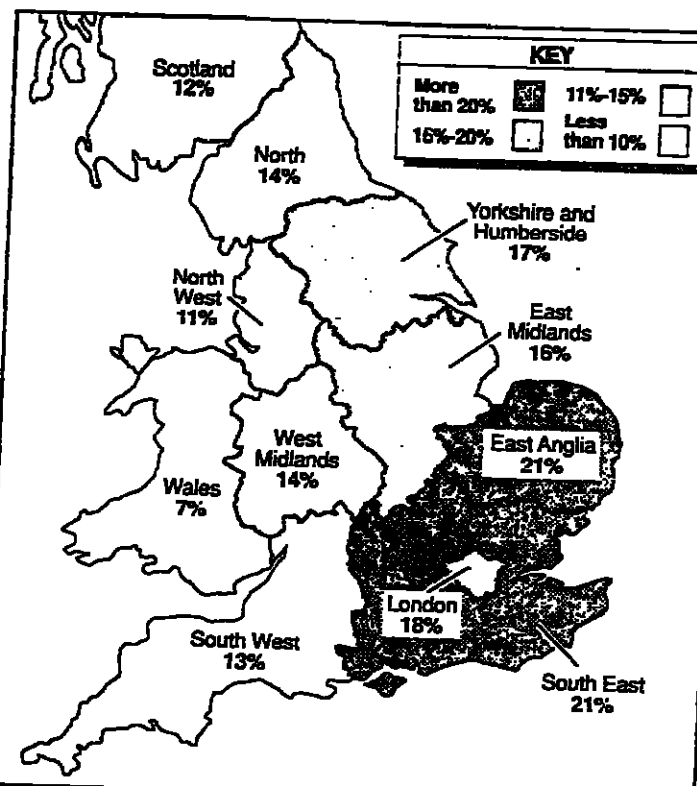 Scotland
12%
KEY
More
than 20%
11%-15%
16%-20%
Less
than 10%
North
14%
Yorkshire and
Humberside
17%
North
West
11%
East
Midlands
16%
East Anglia
21%
West
Midlands
14%
Wales
7%
London
18%
South West
13%
South East
21%